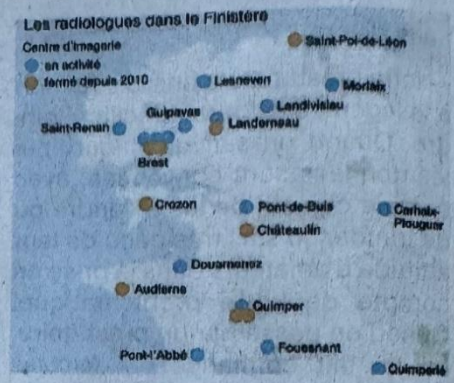 Les radiologues dans le Finistère
Centre d'imagerie
en activité
fermé depuis 2010
Saint-Pol-de-Léon
Lesneven
Morlaix
Landivisiau
Guipavas
Saint-Renan
Landerneau
Brest
Crozon
Pont-de-Buis
Carhaix-
Plouguer
Châteaulin
Douarnenez
Audierne
Quimper
Pont-l'Abbé
Fouesnant
Quimperlé